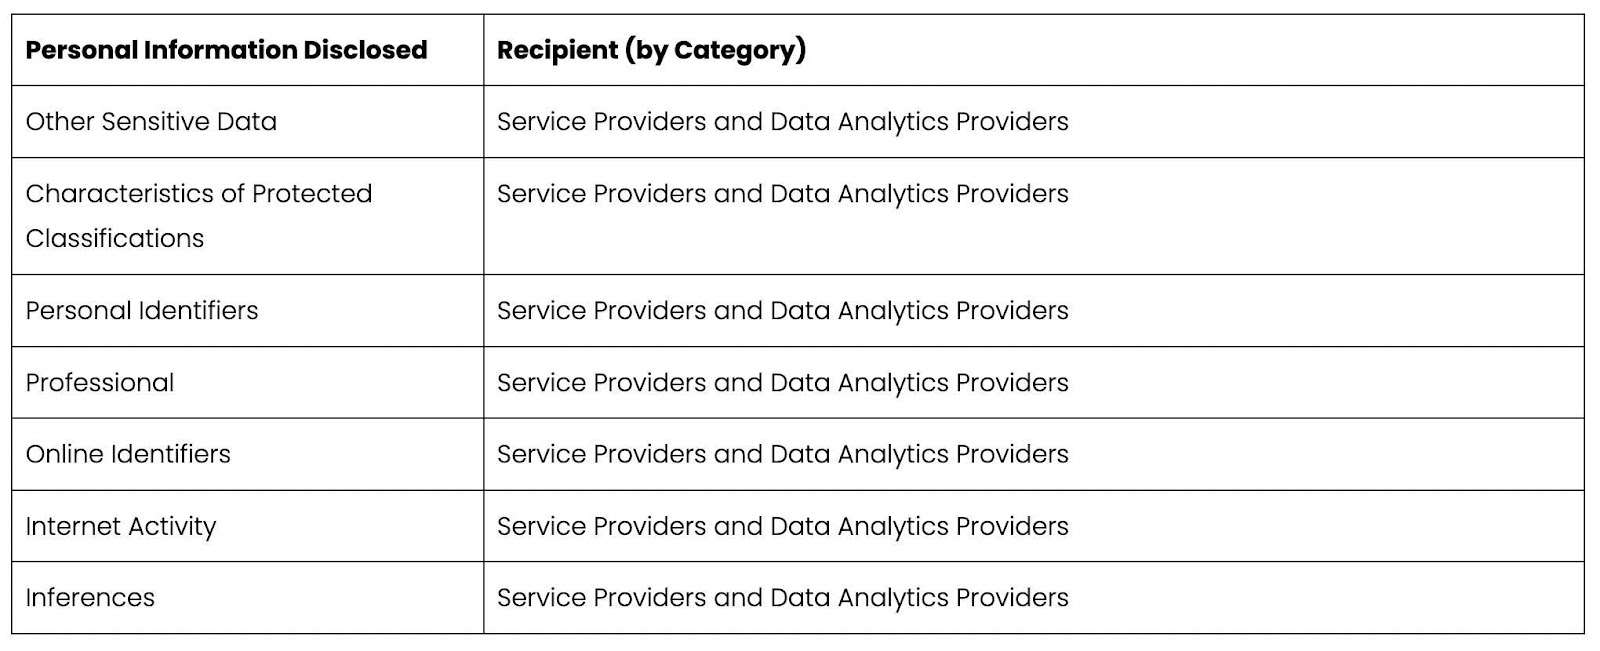 Personal Information Disclosed
Recipient (by Category)
Other Sensitive Data
Service Providers and Data Analytics Providers
Characteristics of Protected
Classifications
Service Providers and Data Analytics Providers
Personal Identifiers
Service Providers and Data Analytics Providers
Professional
Service Providers and Data Analytics Providers
Online Identifiers
Service Providers and Data Analytics Providers
Internet Activity
Service Providers and Data Analytics Providers
Inferences
Service Providers and Data Analytics Providers